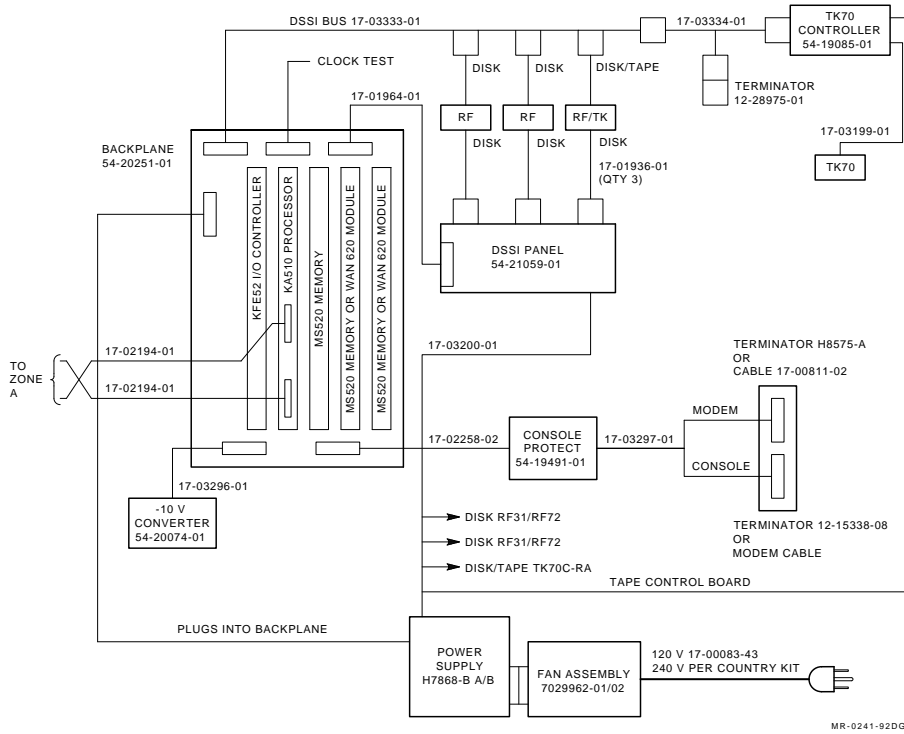 DSSI BUS 17-03333-01
17-03334-01
TK70
CONTROLLER
54-19085-01
CLOCK TEST
DISK
DISK
DISK/TAPE
TERMINATOR
12-28975-01
17-01964-01
RF
RF
RF/TK
17-03199-01
BACKPLANE
54-20251-01
DISK
DISK
DISK
TK70
17-01936-01
(QTY 3)
KFE52 I/O CONTROLLER
KA510 PROCESSOR
MS520 MEMORY
MS520 MEMORY OR WAN 620 MODULE
MS520 MEMORY OR WAN 620 MODULE
DSSI PANEL
54-21059-01
17-03200-01
TO
ZONE
A
17-02194-01
17-02194-01
TERMINATOR H8575-A
OR
CABLE 17-00811-02
MODEM
CONSOLE
17-02258-02
CONSOLE
PROTECT
54-19491-01
17-03297-01
17-03296-01
-10 V
CONVERTER
54-20074-01
DISK RF31/RF72
DISK RF31/RF72
DISK/TAPE TK70C-RA
TERMINATOR 12-15338-08
OR
MODEM CABLE
TAPE CONTROL BOARD
PLUGS INTO BACKPLANE
POWER
SUPPLY
H7868-B A/B
FAN ASSEMBLY
7029962-01/02
120 V 17-00083-43
240 V PER COUNTRY KIT
MR-0241-92DG